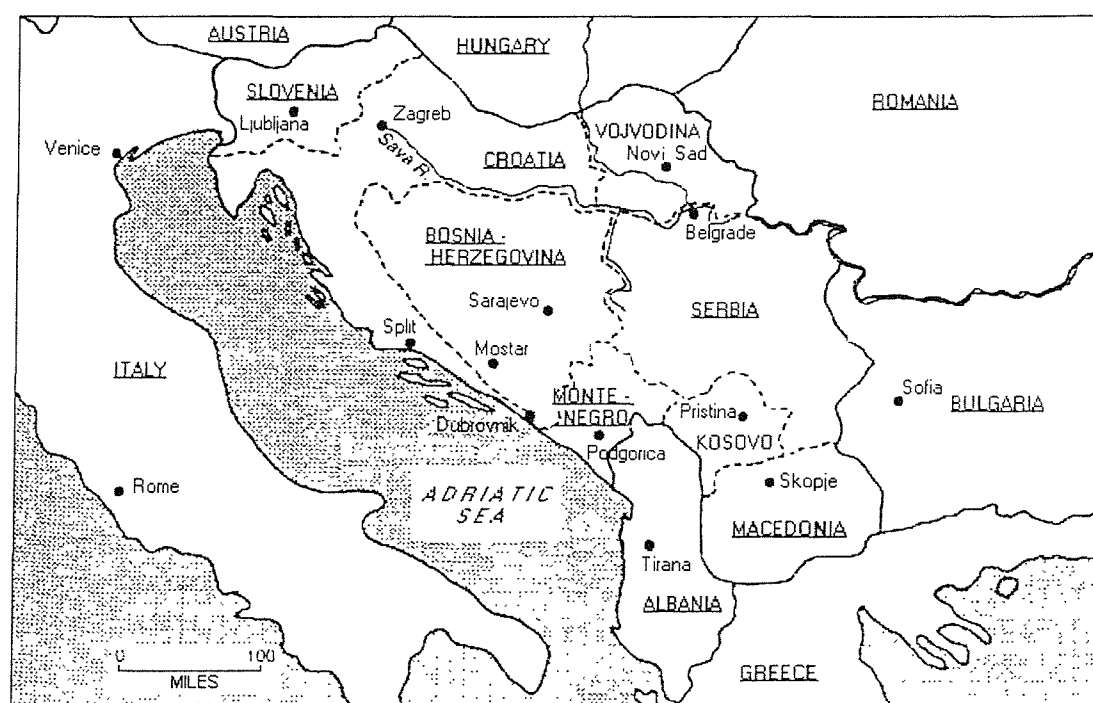 AUSTRIA
HUNGARY
SLOVENIA
Ljubljana
Zagreb
ROMANIA
VOJVODINA
Novi Sad
Venice
Sava R.
CROATIA
Belgrade
BOSNIA -
HERZEGOVINA
Sarajevo
SERBIA
Split
Mostar
ITALY
MONTE -
NEGRO
Pristina
KOSOVO
Sofia
BULGARIA
Dubrovnik
Podgorica
Rome
ADRIATIC
SEA
Skopje
MACEDONIA
Tirana
ALBANIA
0 100
MILES
GREECE